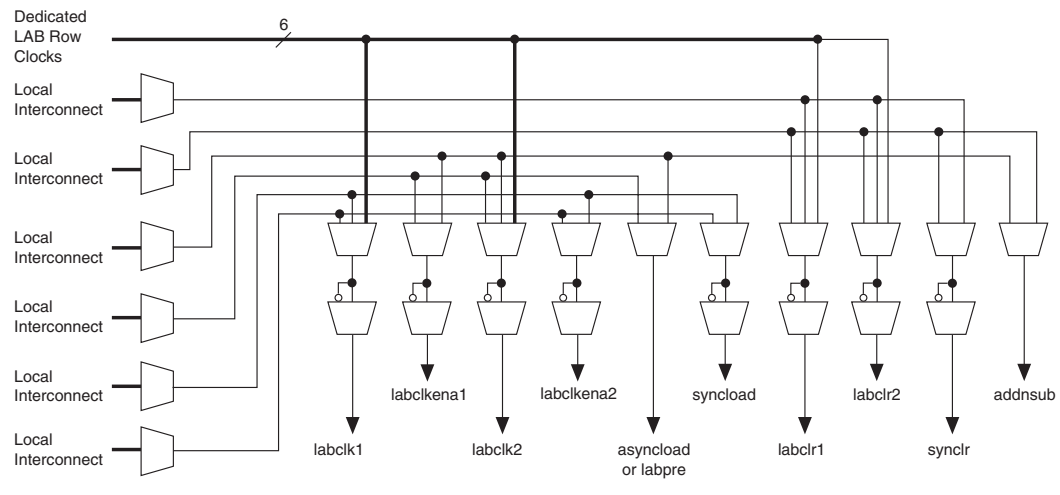 Dedicated
LAB Row
Clocks
6
Local
Interconnect
Local
Interconnect
Local
Interconnect
Local
Interconnect
Local
Interconnect
Local
Interconnect
labclkena1
labclkena2
syncload
labclr2
addnsub
labclk1
labclk2
asyncload
or labpre
labclr1
synclr